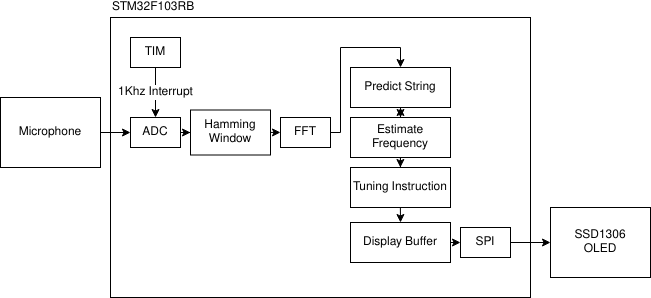 STM32F103RB
TIM
1Khz Interrupt
Microphone
ADC
Hamming
Window
FFT
Predict String
Estimate
Frequency
Tuning Instruction
Display Buffer
SPI
SSD1306
OLED